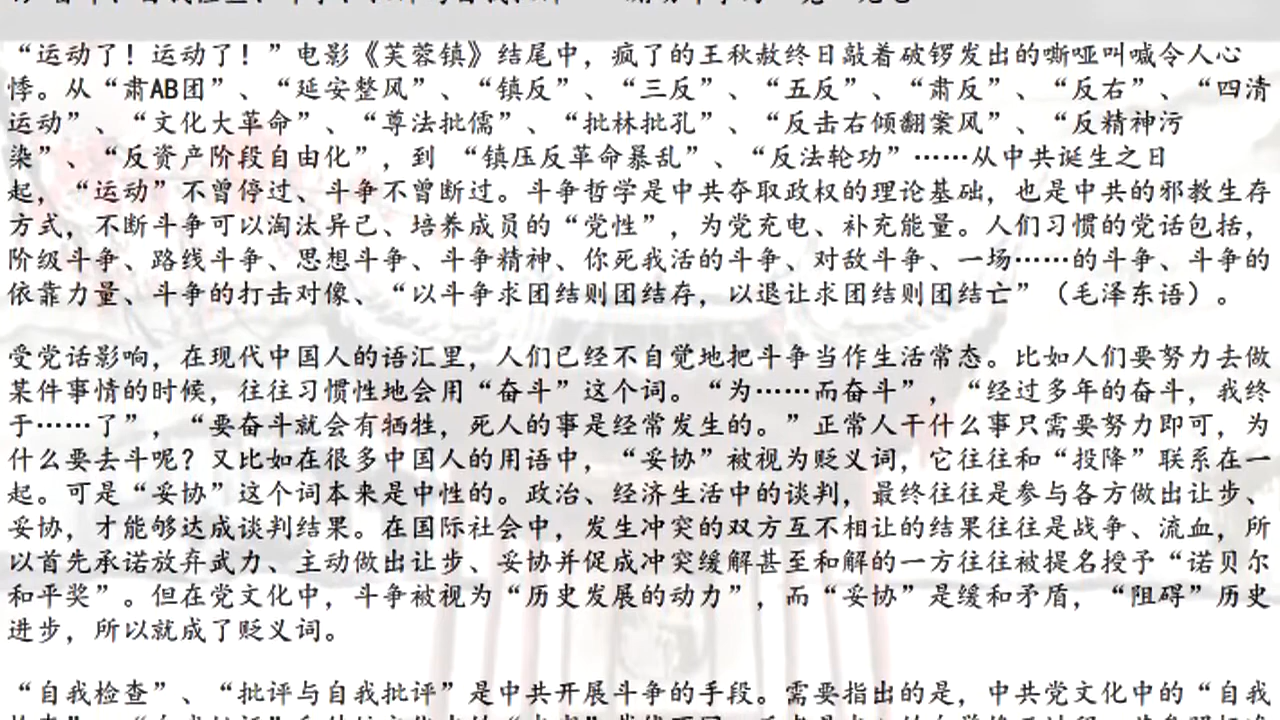 “运动了！运动了！”电影《芙蓉镇》结尾中，疯了的王秋赦终日敲着破锣发出的嘶哑叫喊令人心
悸。从“肃AB团”、“延安整风”、“镇反”、“三反”、“五反”、“肃反”、“反右”、“四清
运动”、“文化大革命”、“尊法批儒”、“批林批孔”、“反击右倾翻案风”、“反精神污
染”、“反资产阶段自由化”，到 “镇压反革命暴乱”、“反法轮功”……从中共诞生之日
起，“运动”不曾停过、斗争不曾断过。斗争哲学是中共夺取政权的理论基础，也是中共的邪教生存
方式，不断斗争可以淘汰异己、培养成员的“党性”，为党充电、补充能量。人们习惯的党话包括，
阶级斗争、路线斗争、思想斗争、斗争精神、你死我活的斗争、对敌斗争、一场……的斗争、斗争的
依靠力量、斗争的打击对像、“以斗争求团结则团结存，以退让求团结则团结亡”（毛泽东语）。
受党话影响，在现代中国人的语汇里，人们已经不自觉地把斗争当作生活常态。比如人们要努力去做
某件事情的时候，往往习惯性地会用“奋斗”这个词。“为……而奋斗”，“经过多年的奋斗，我终
于……了”，“要奋斗就会有牺牲，死人的事是经常发生的。”正常人干什么事只需要努力即可，为
什么要去斗呢？又比如在很多中国人的用语中，“妥协”被视为贬义词，它往往和“投降”联系在一
起。可是“妥协”这个词本来是中性的。政治、经济生活中的谈判，最终往往是参与各方做出让步、
妥协，才能够达成谈判结果。在国际社会中，发生冲突的双方互不相让的结果往往是战争、流血，所
以首先承诺放弃武力、主动做出让步、妥协并促成冲突缓解甚至和解的一方往往被提名授予“诺贝尔
和平奖”。但在党文化中，斗争被视为“历史发展的动力”，而“妥协”是缓和矛盾，“阻碍”历史
进步，所以就成了贬义词。
“自我检查”、“批评与自我批评”是中共开展斗争的手段。需要指出的是，中共党文化中的“自我